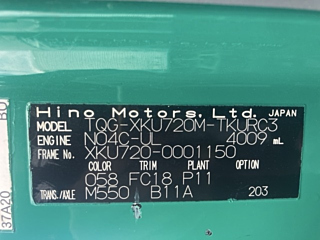 Hino Motors, Ltd. JAPAN
MODEL TQG-XKU720M-TKURC3
ENGINE N04C-UL 4009 mL
FRAME No. XKU720-0001150
COLOR TRIM PLANT OPTION
058 FC18 P11
TRANS./AXLE M550 B11A 203
37A20